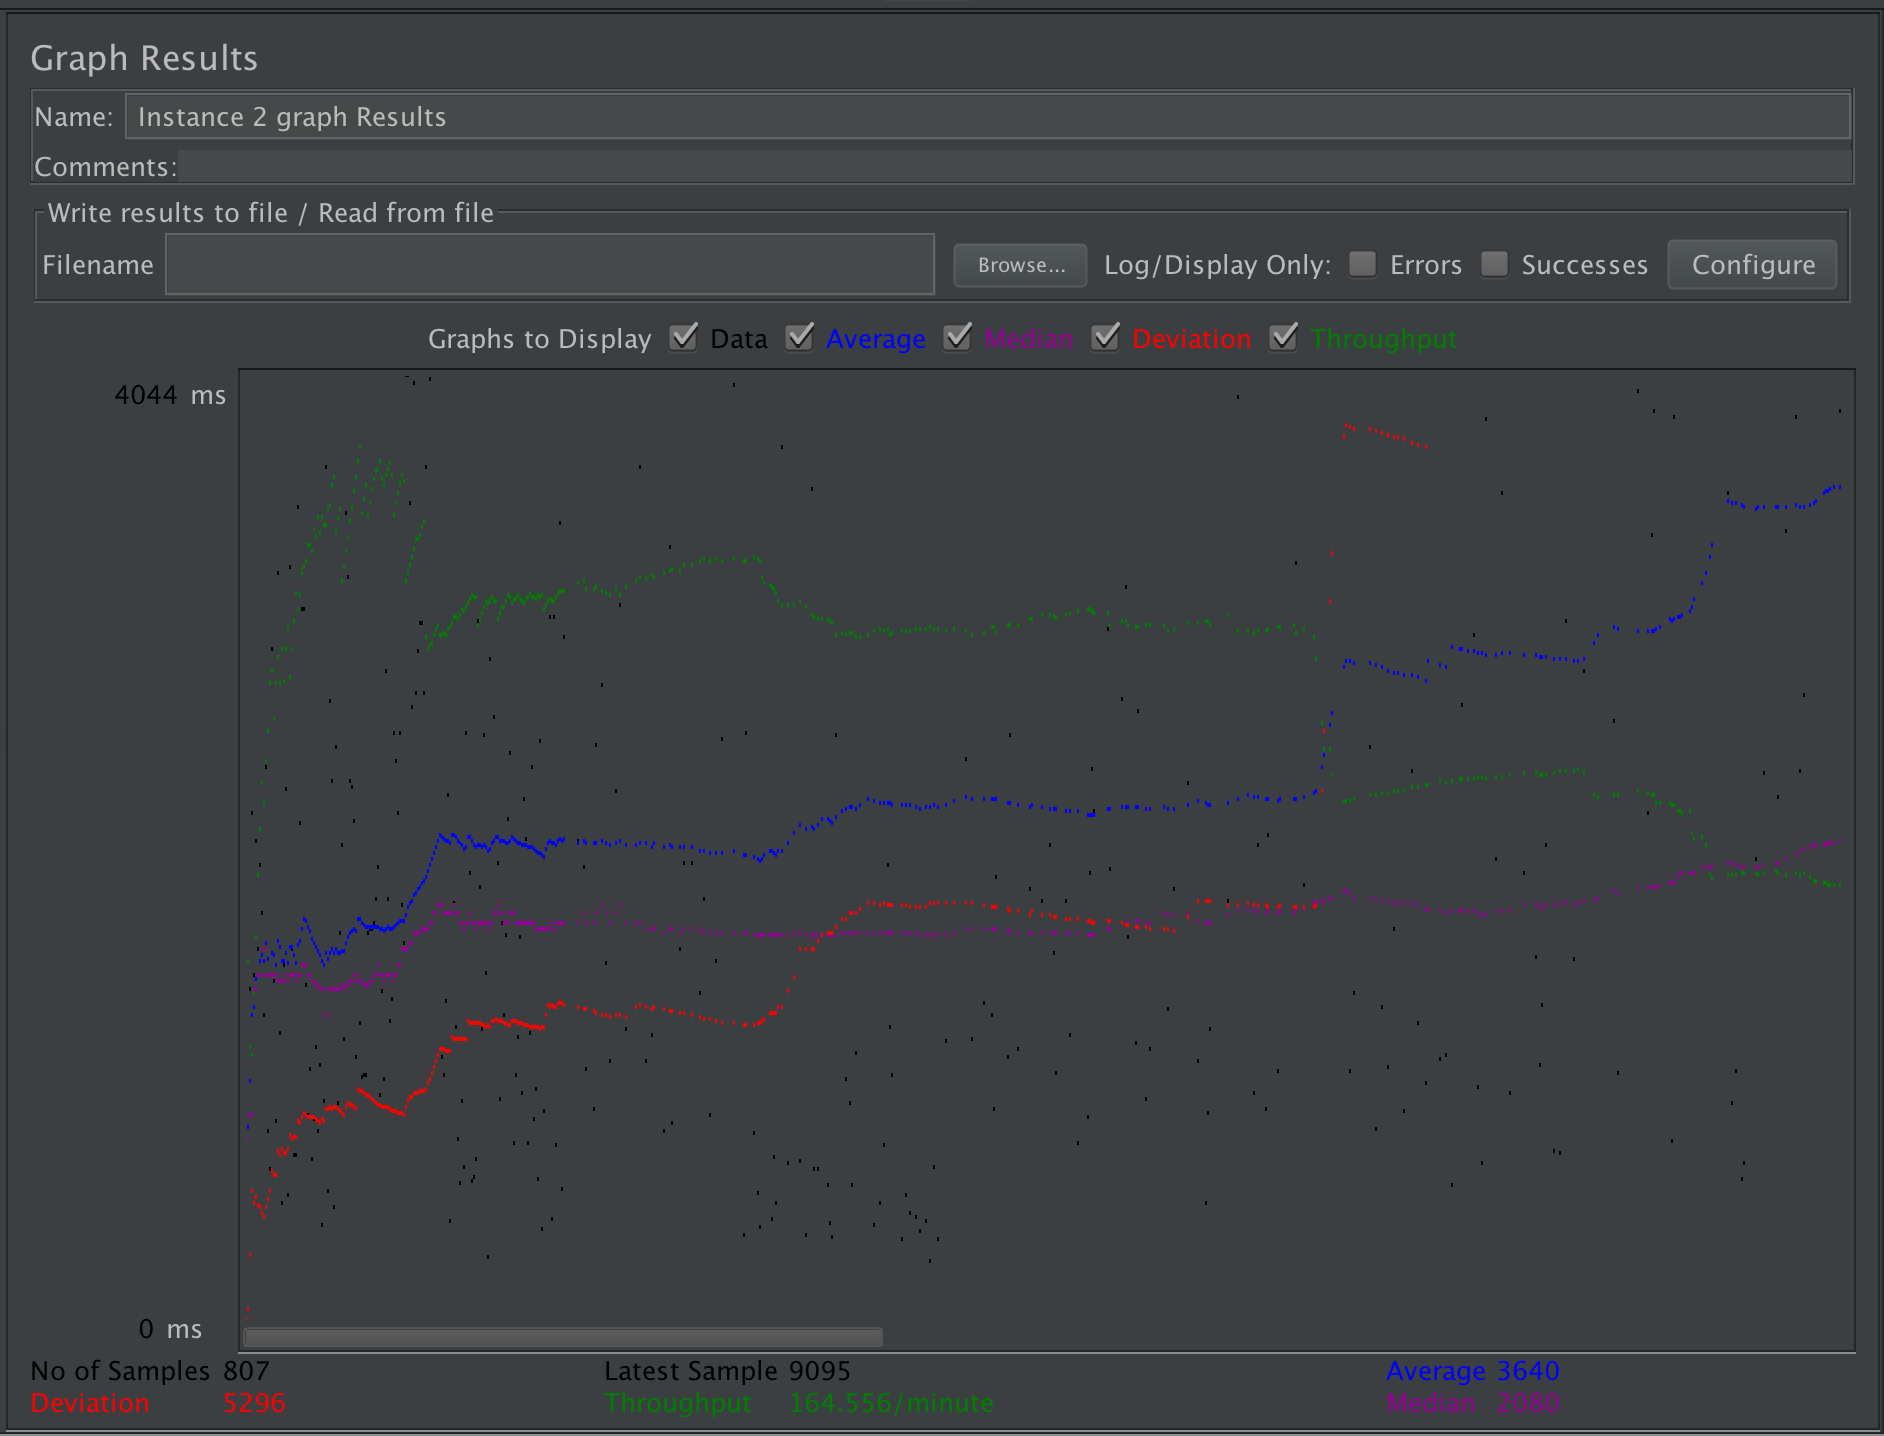 Graph Results
Name: Instance 2 graph Results
Comments:
Write results to file / Read from file
Filename Browse... Log/Display Only: Errors Successes Configure
Graphs to Display Data Average Median Deviation Throughput
4044 ms
0 ms
No of Samples 807 Latest Sample 9095 Average 3640
Deviation 5296 Throughput 164.556/minute Median 2080